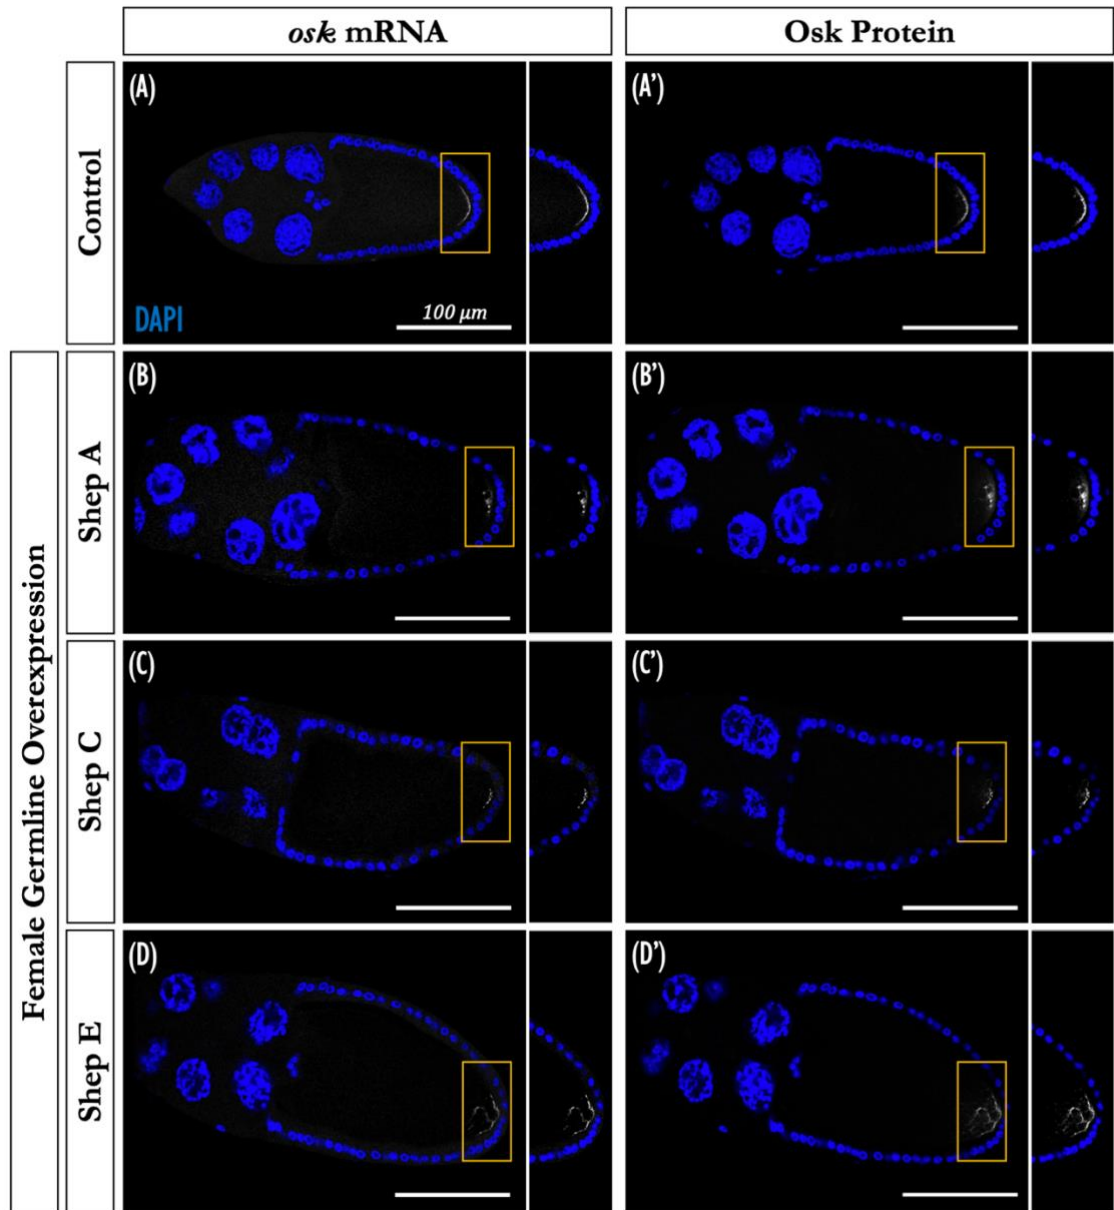 osk mRNA
Osk Protein
Control
(A)
DAPI
100 µm
(A')
Female Germline Overexpression
Shep A
(B)
(B')
Shep C
(C)
(C')
Shep E
(D)
(D')